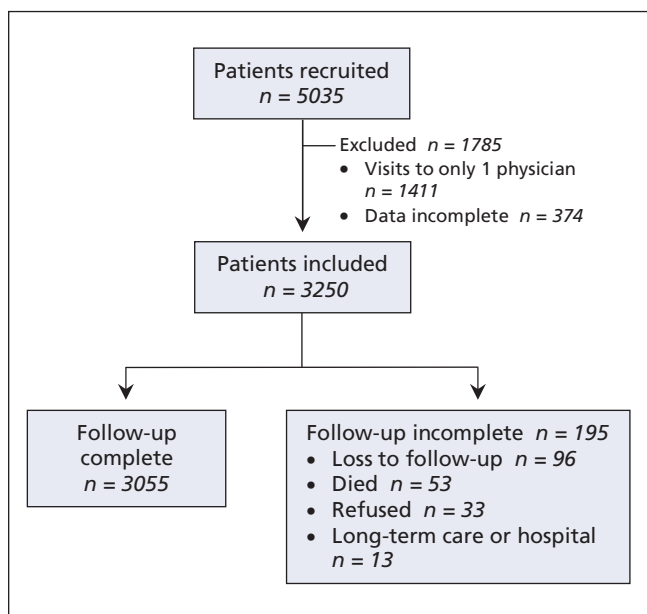 Patients recruited
n = 5035
Excluded n = 1785
• Visits to only 1 physician
n = 1411
• Data incomplete n = 374
Patients included
n = 3250
Follow-up
complete
n = 3055
Follow-up incomplete n = 195
• Loss to follow-up n = 96
• Died n = 53
• Refused n = 33
• Long-term care or hospital
n = 13